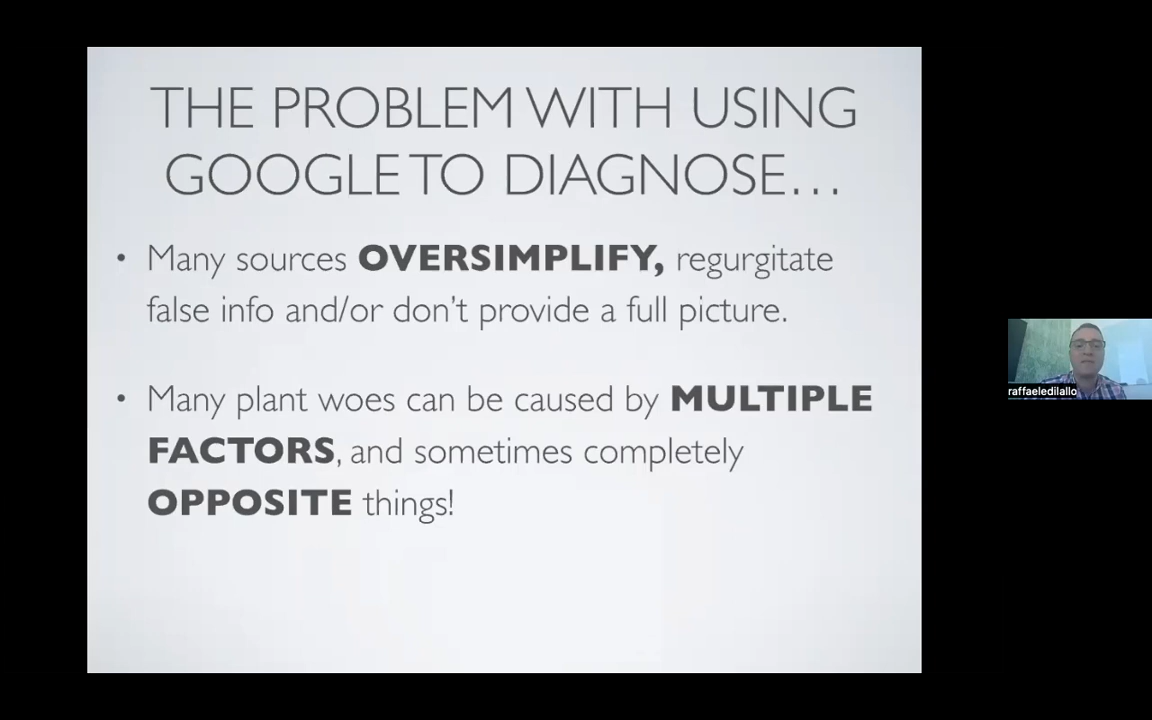 THE PROBLEM WITH USING
GOOGLE TO DIAGNOSE…
• Many sources OVERSIMPLIFY, regurgitate
false info and/or don't provide a full picture.
• Many plant woes can be caused by MULTIPLE
FACTORS, and sometimes completely
OPPOSITE things!
raffaeledilallo